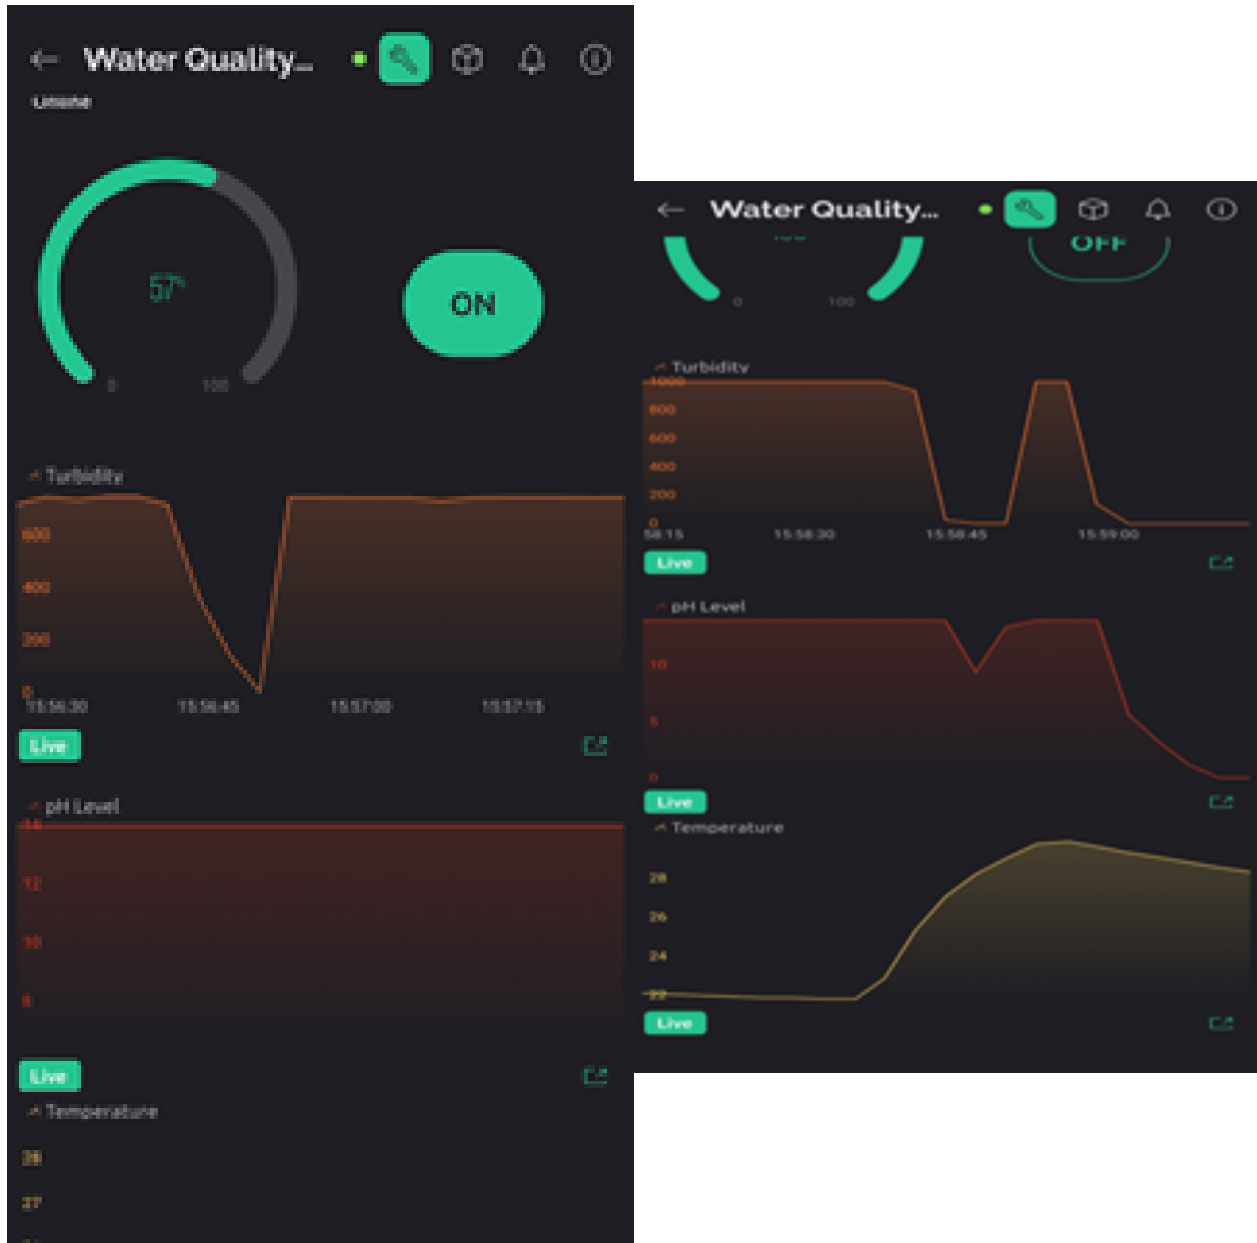 Water Quality...
57%
ON
0
100
Turbidity
600
400
200
0
15:56:30 15:56:45 15:57:00 15:57:15
Live
pH Level
14
12
10
8
Live
Temperature
28
27
Water Quality...
OFF
0
100
Turbidity
1000
800
600
400
200
0
58:15 15:58:30 15:58:45 15:59:00
Live
pH Level
10
5
0
Live
Temperature
28
26
24
22
Live